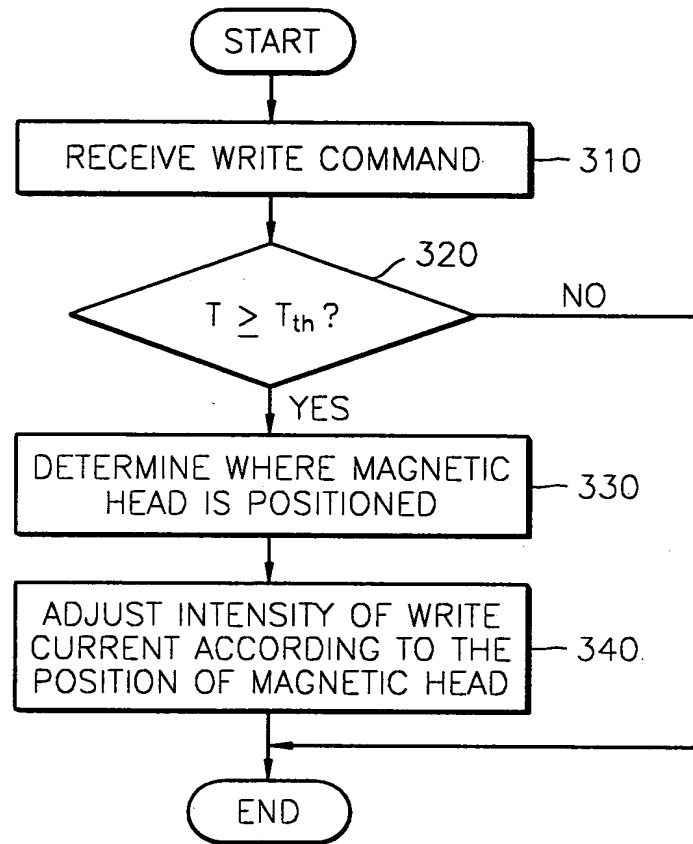 START
RECEIVE WRITE COMMAND
310
320
T ≥ Tth ?
NO
YES
DETERMINE WHERE MAGNETIC
HEAD IS POSITIONED
330
ADJUST INTENSITY OF WRITE
CURRENT ACCORDING TO THE
POSITION OF MAGNETIC HEAD
340
END